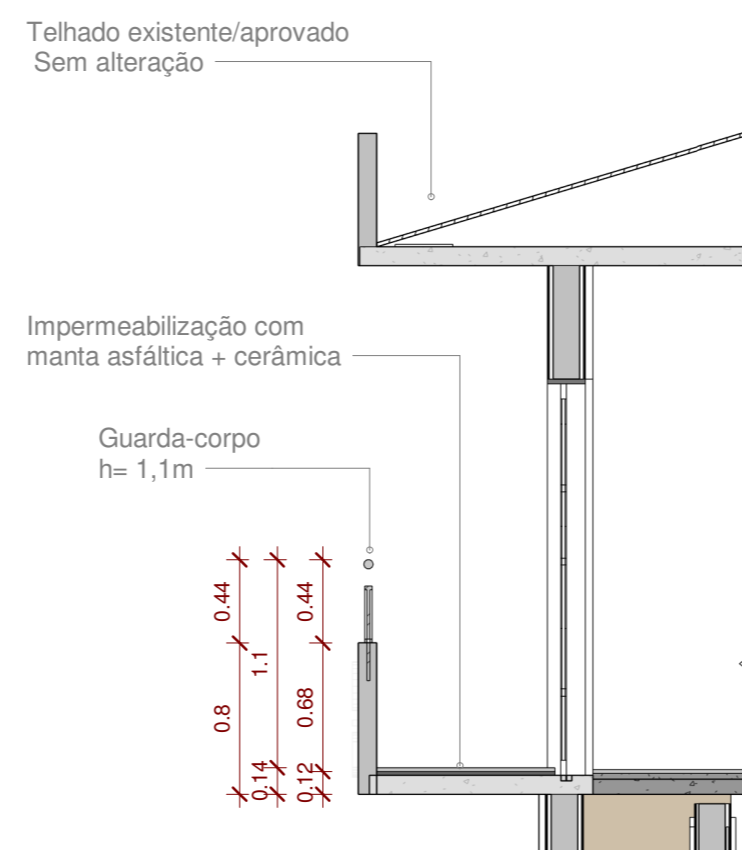 Telhado existente/aprovado
Sem alteração
Impermeabilização com
manta asfáltica + cerâmica
Guarda-corpo
h= 1,1m
0.44
0.8
1.1
0.14
0.44
0.68
0.12